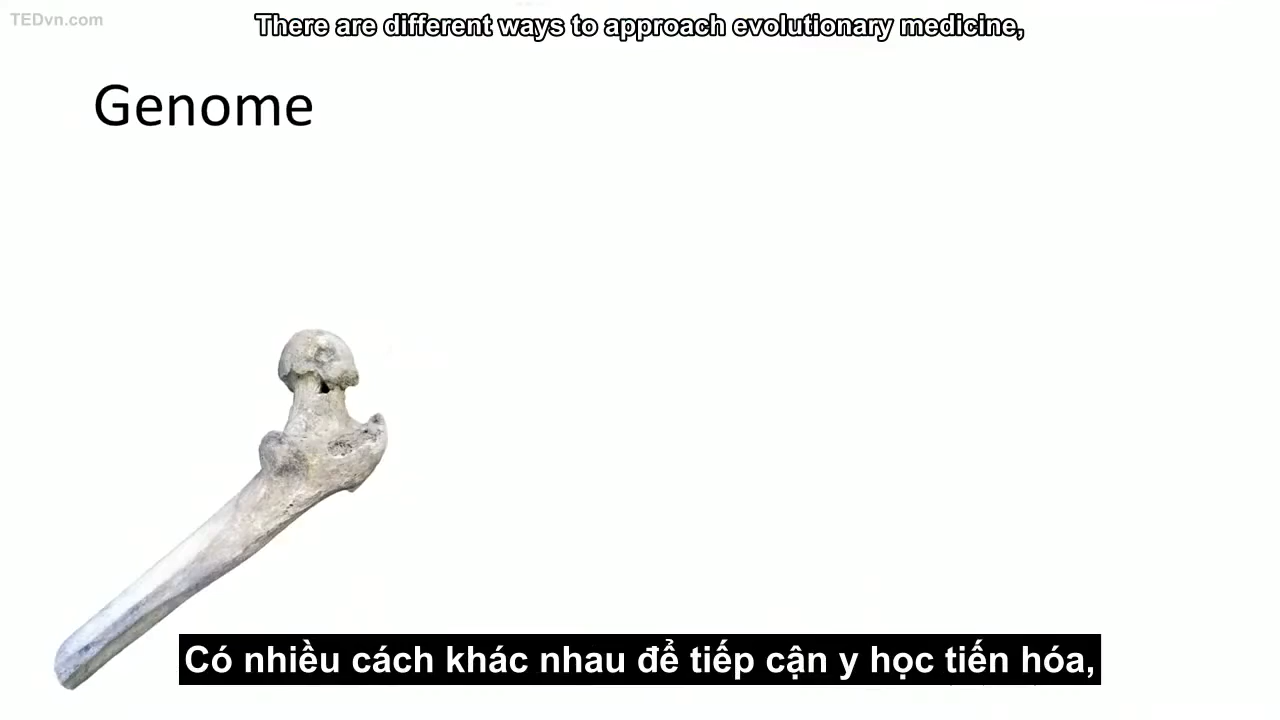 TEDvn.com
There are different ways to approach evolutionary medicine,
Genome
Có nhiều cách khác nhau để tiếp cận y học tiến hóa,